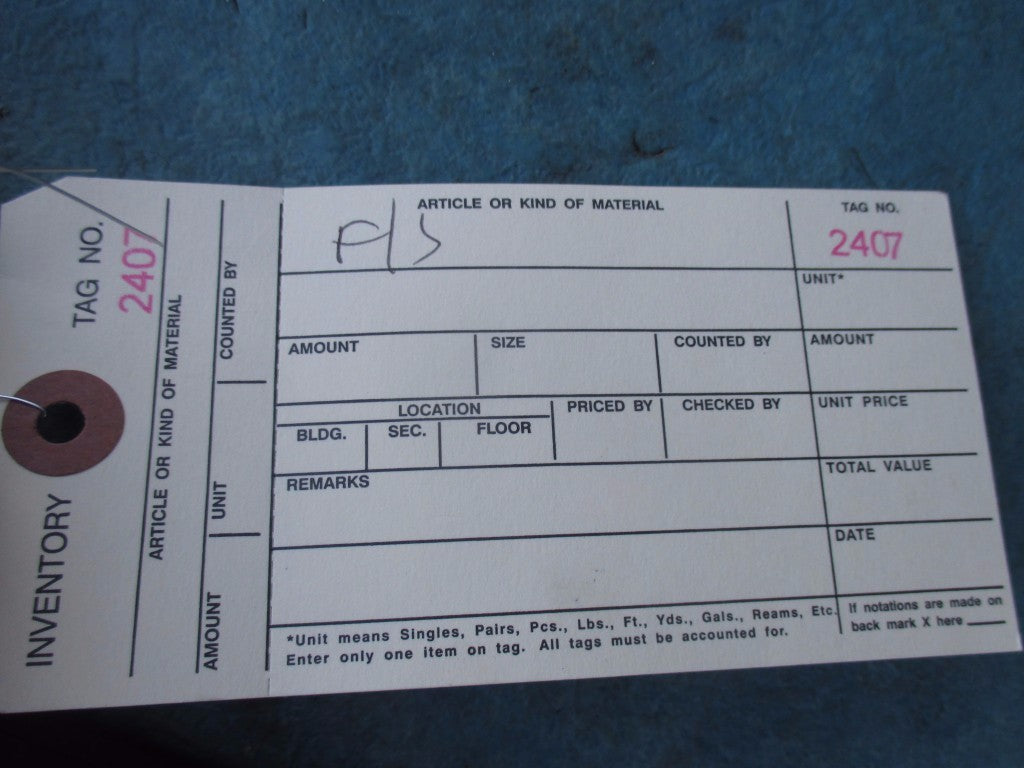 INVENTORY
TAG NO.
2407
ARTICLE OR KIND OF MATERIAL
AMOUNT
UNIT
COUNTED BY
ARTICLE OR KIND OF MATERIAL
TAG NO.
2407
UNIT*
AMOUNT
SIZE
COUNTED BY
AMOUNT
LOCATION
PRICED BY
CHECKED BY
UNIT PRICE
BLDG.
SEC.
FLOOR
REMARKS
TOTAL VALUE
DATE
*Unit means Singles, Pairs, Pcs., Lbs., Ft., Yds., Gals., Reams, Etc.
Enter only one item on tag. All tags must be accounted for.
If notations are made on
back mark X here